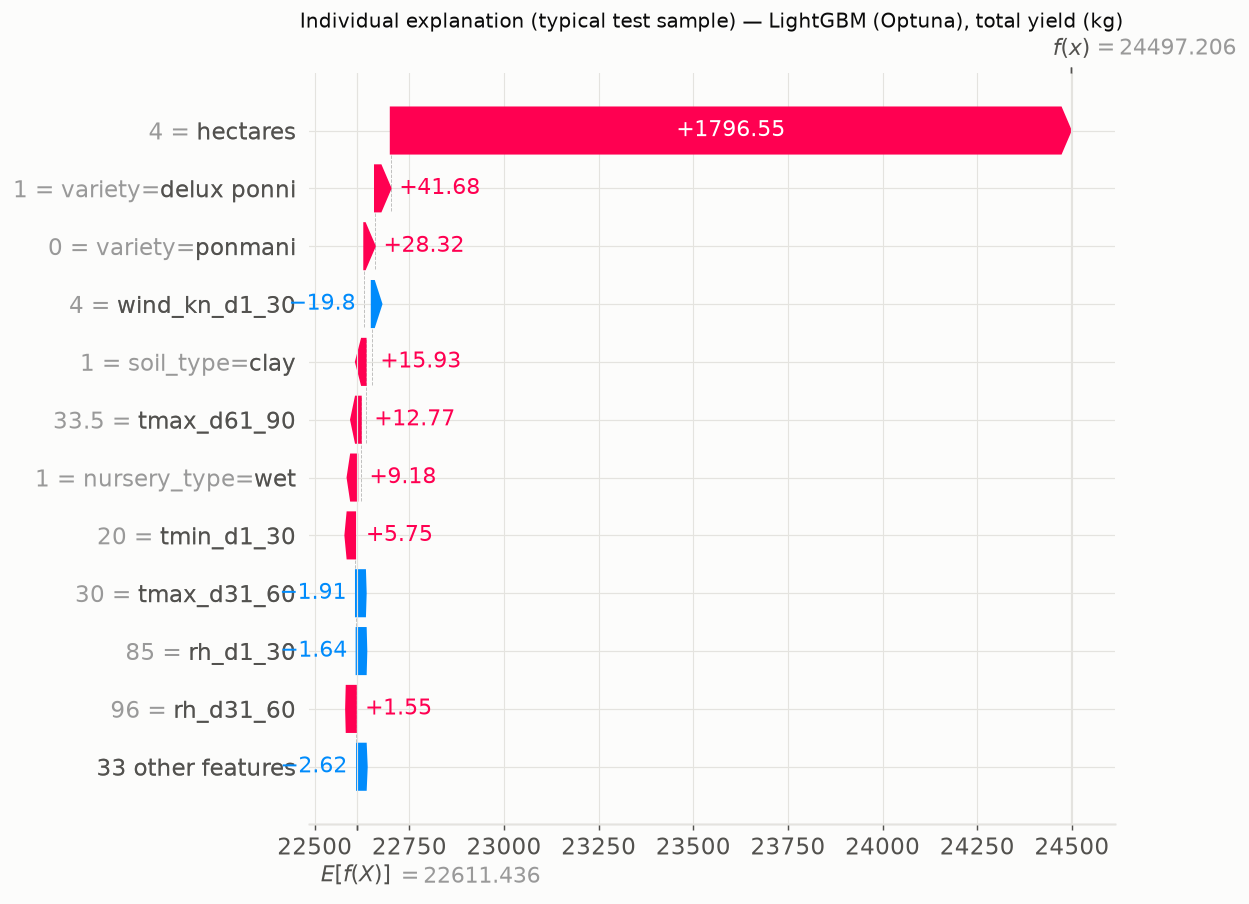 Individual explanation (typical test sample) — LightGBM (Optuna), total yield (kg)
f(x) = 24497.206
4 = hectares +1796.55
1 = variety=delux ponni +41.68
0 = variety=ponmani +28.32
4 = wind_kn_d1_30 −19.8
1 = soil_type=clay +15.93
33.5 = tmax_d61_90 +12.77
1 = nursery_type=wet +9.18
20 = tmin_d1_30 +5.75
30 = tmax_d31_60 −1.91
85 = rh_d1_30 −1.64
96 = rh_d31_60 +1.55
33 other features −2.62
22500 22750 23000 23250 23500 23750 24000 24250 24500
E[f(X)] = 22611.436